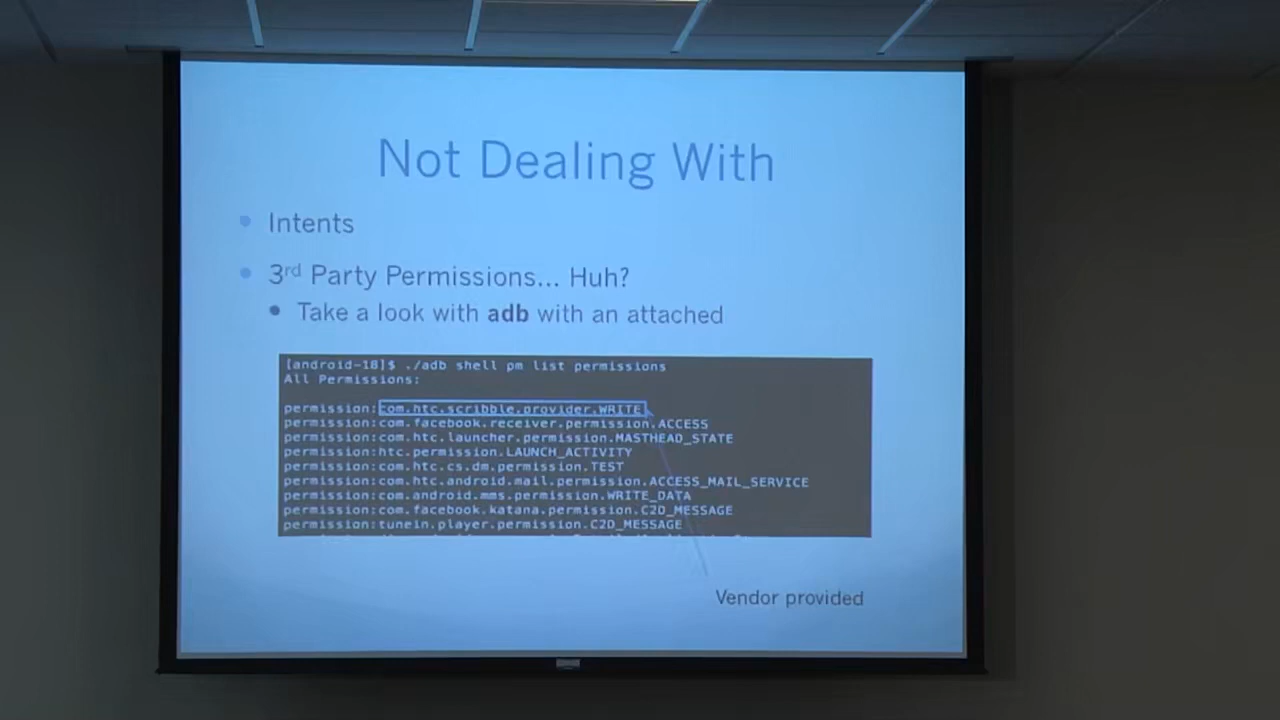 Not Dealing With
Intents
3rd Party Permissions... Huh?
Take a look with adb with an attached
[android-18]$ ./adb shell pm list permissions
All Permissions:
permission:com.htc.scribble.provider.WRITE
permission:com.facebook.receiver.permission.ACCESS
permission:com.htc.launcher.permission.MASTHEAD_STATE
permission:htc.permission.LAUNCH_ACTIVITY
permission:com.htc.cs.dm.permission.TEST
permission:com.htc.android.mail.permission.ACCESS_MAIL_SERVICE
permission:com.android.mms.permission.WRITE_DATA
permission:com.facebook.katana.permission.C2D_MESSAGE
permission:tunein.player.permission.C2D_MESSAGE
Vendor provided